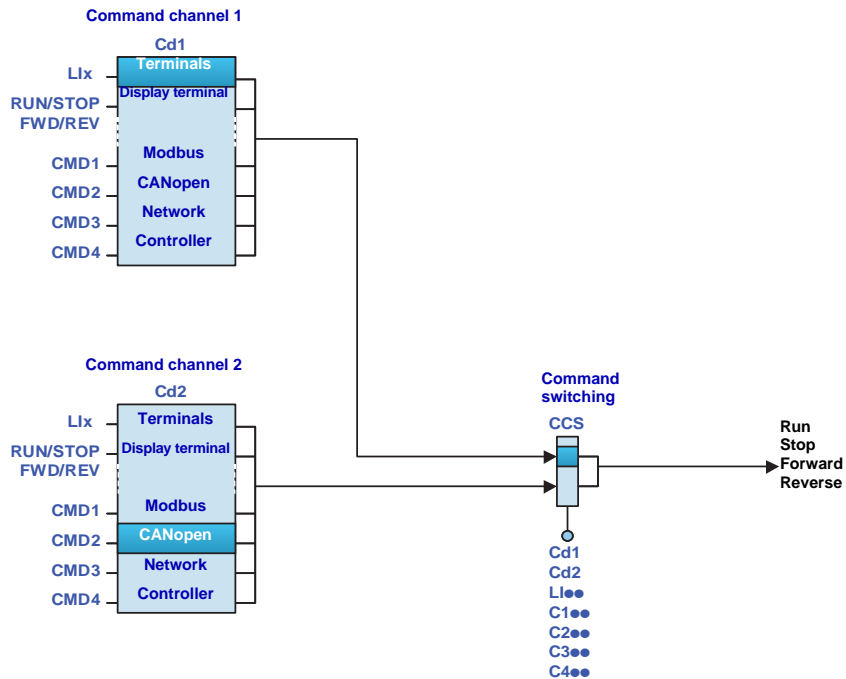 Command channel 1
Cd1
LIx
Terminals
RUN/STOP
Display terminal
FWD/REV
CMD1
Modbus
CMD2
CANopen
CMD3
Network
CMD4
Controller
Command channel 2
Cd2
LIx
Terminals
RUN/STOP
Display terminal
FWD/REV
CMD1
Modbus
CMD2
CANopen
CMD3
Network
CMD4
Controller
Command
switching
CCS
Run
Stop
Forward
Reverse
Cd1
Cd2
LI●●
C1●●
C2●●
C3●●
C4●●